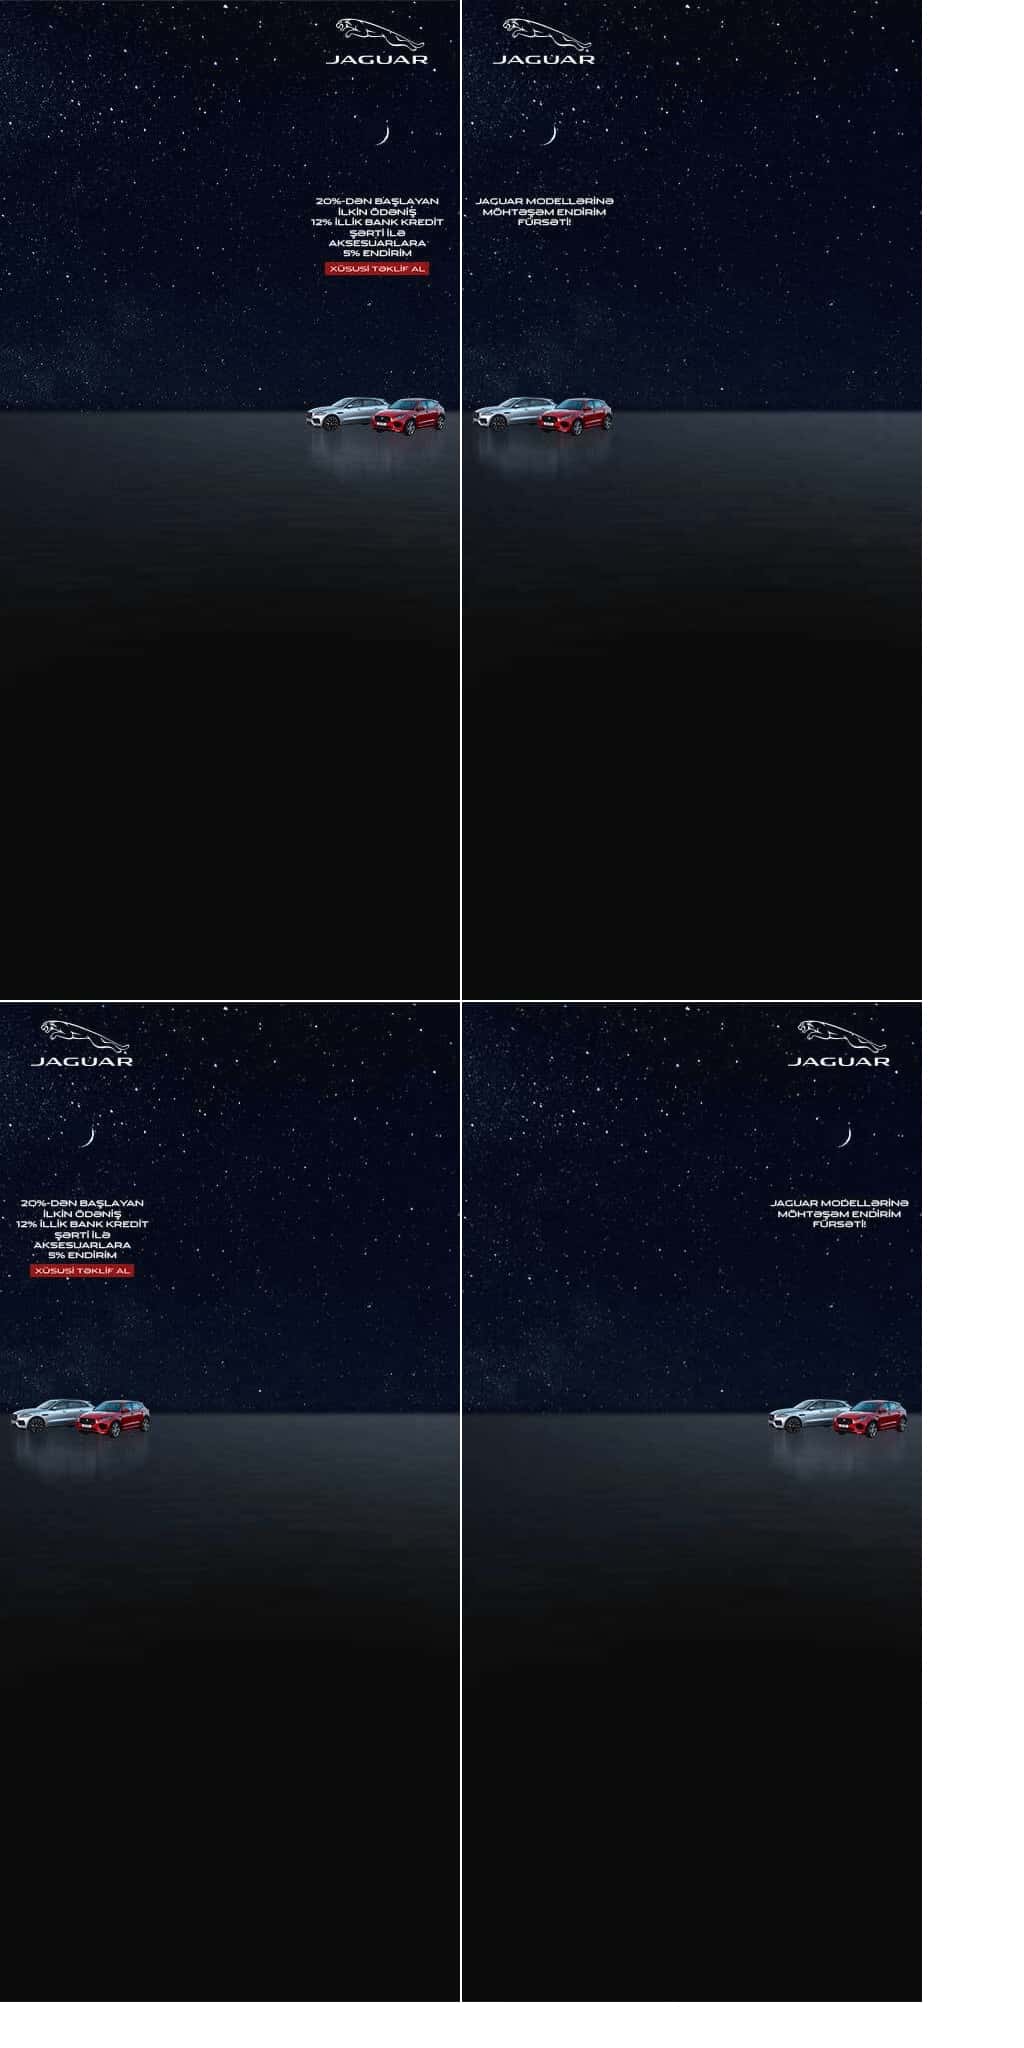 JAGUAR
20%-DƏN BAŞLAYAN
İLKİN ÖDƏNİŞ
12% İLLİK BANK KREDİT
ŞƏRTİ İLƏ
AKSESUARLARA
5% ENDİRİM
XÜSUSİ TƏKLİF AL
JAGUAR
JAGUAR MODELLƏRİNƏ
MÖHTƏŞƏM ENDİRİM
FÜRSƏTİ!
JAGUAR
20%-DƏN BAŞLAYAN
İLKİN ÖDƏNİŞ
12% İLLİK BANK KREDİT
ŞƏRTİ İLƏ
AKSESUARLARA
5% ENDİRİM
XÜSUSİ TƏKLİF AL
JAGUAR
JAGUAR MODELLƏRİNƏ
MÖHTƏŞƏM ENDİRİM
FÜRSƏTİ!